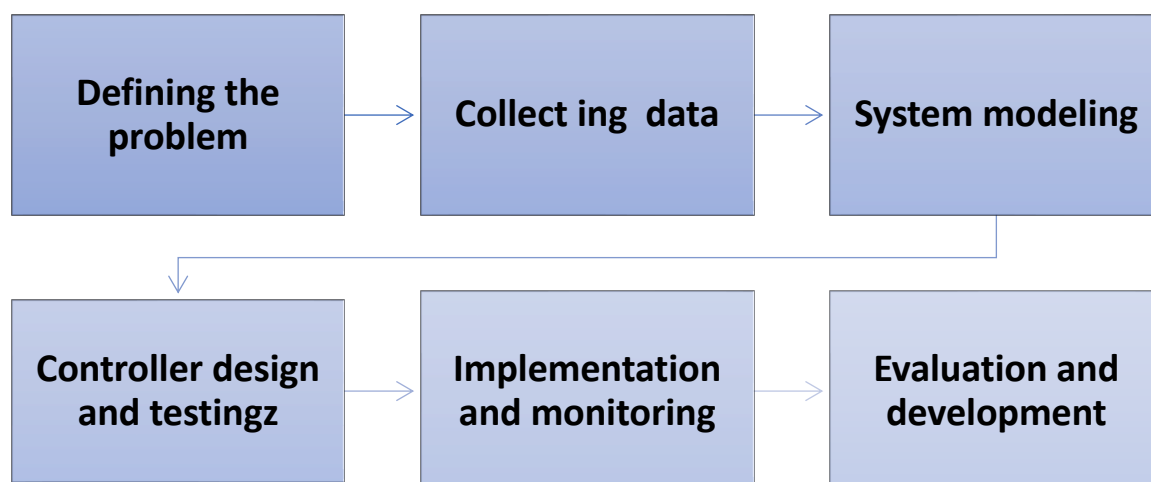 Defining the
problem
Collect ing  data
System modeling
Controller design
and testingz
Implementation
and monitoring
Evaluation and
development